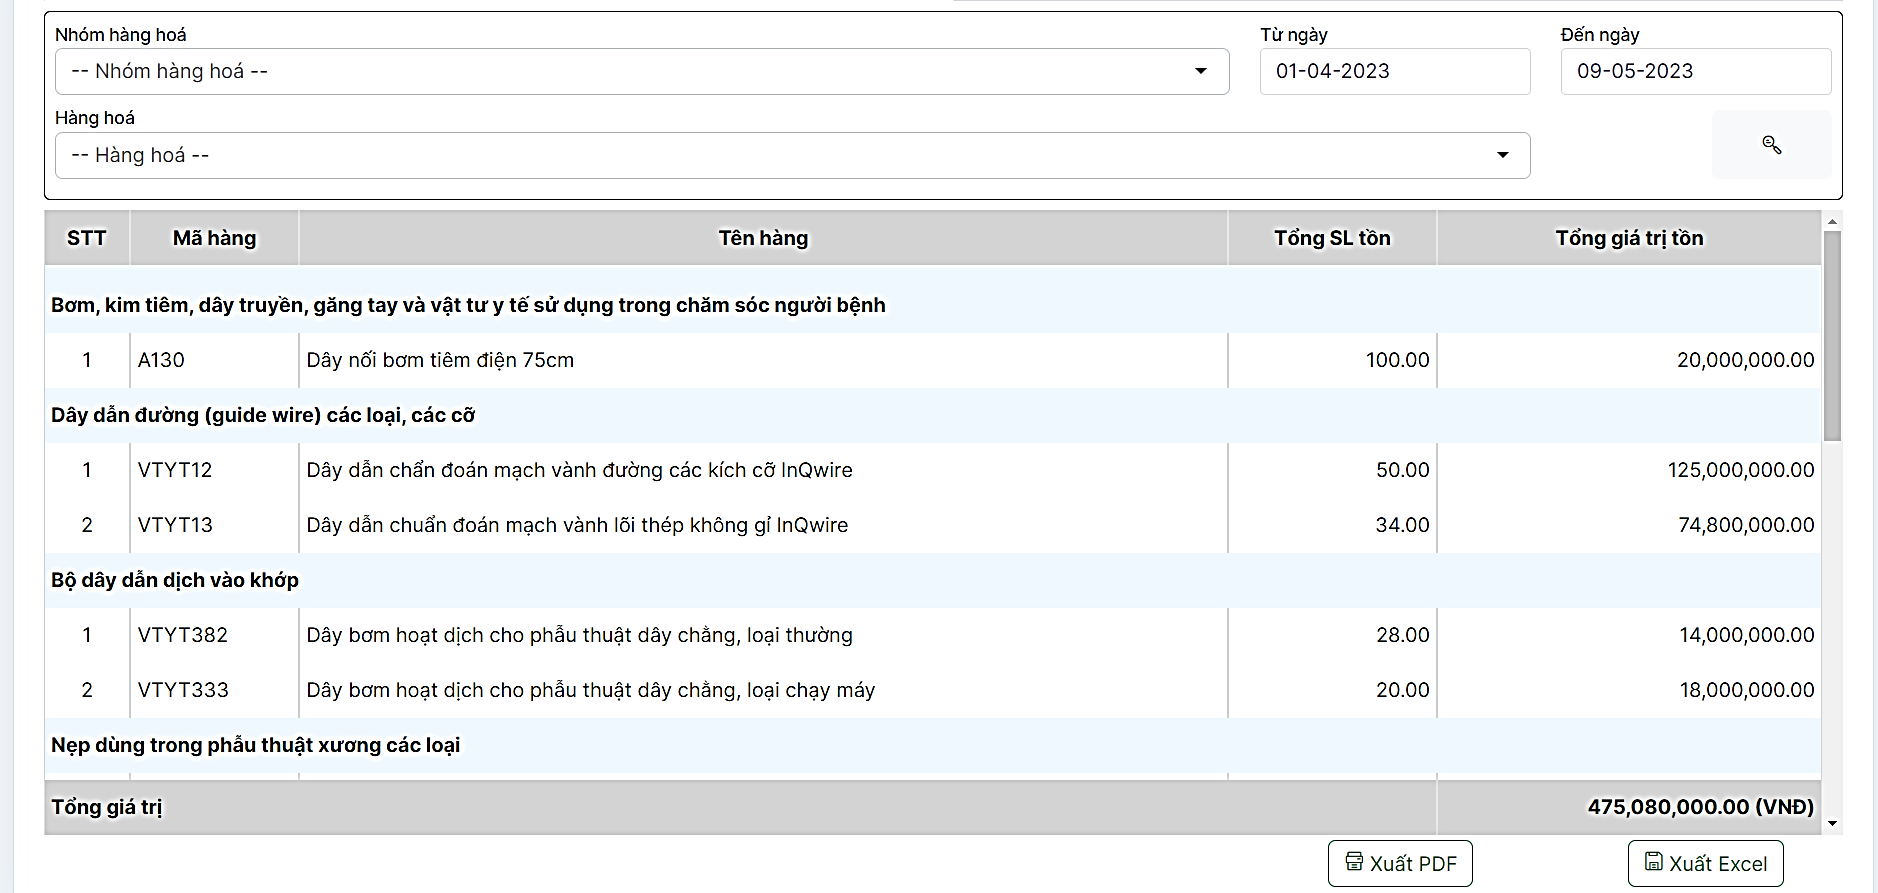 Nhóm hàng hoá Từ ngày Đến ngày
-- Nhóm hàng hoá -- 01-04-2023 09-05-2023
Hàng hoá
-- Hàng hoá --
STT Mã hàng Tên hàng Tổng SL tồn Tổng giá trị tồn
Bơm, kim tiêm, dây truyền, găng tay và vật tư y tế sử dụng trong chăm sóc người bệnh
1 A130 Dây nối bơm tiêm điện 75cm 100.00 20,000,000.00
Dây dẫn đường (guide wire) các loại, các cỡ
1 VTYT12 Dây dẫn chẩn đoán mạch vành đường các kích cỡ InQwire 50.00 125,000,000.00
2 VTYT13 Dây dẫn chuẩn đoán mạch vành lõi thép không gỉ InQwire 34.00 74,800,000.00
Bộ dây dẫn dịch vào khớp
1 VTYT382 Dây bơm hoạt dịch cho phẫu thuật dây chằng, loại thường 28.00 14,000,000.00
2 VTYT333 Dây bơm hoạt dịch cho phẫu thuật dây chằng, loại chạy máy 20.00 18,000,000.00
Nẹp dùng trong phẫu thuật xương các loại
Tổng giá trị 475,080,000.00 (VNĐ)
Xuất PDF Xuất Excel